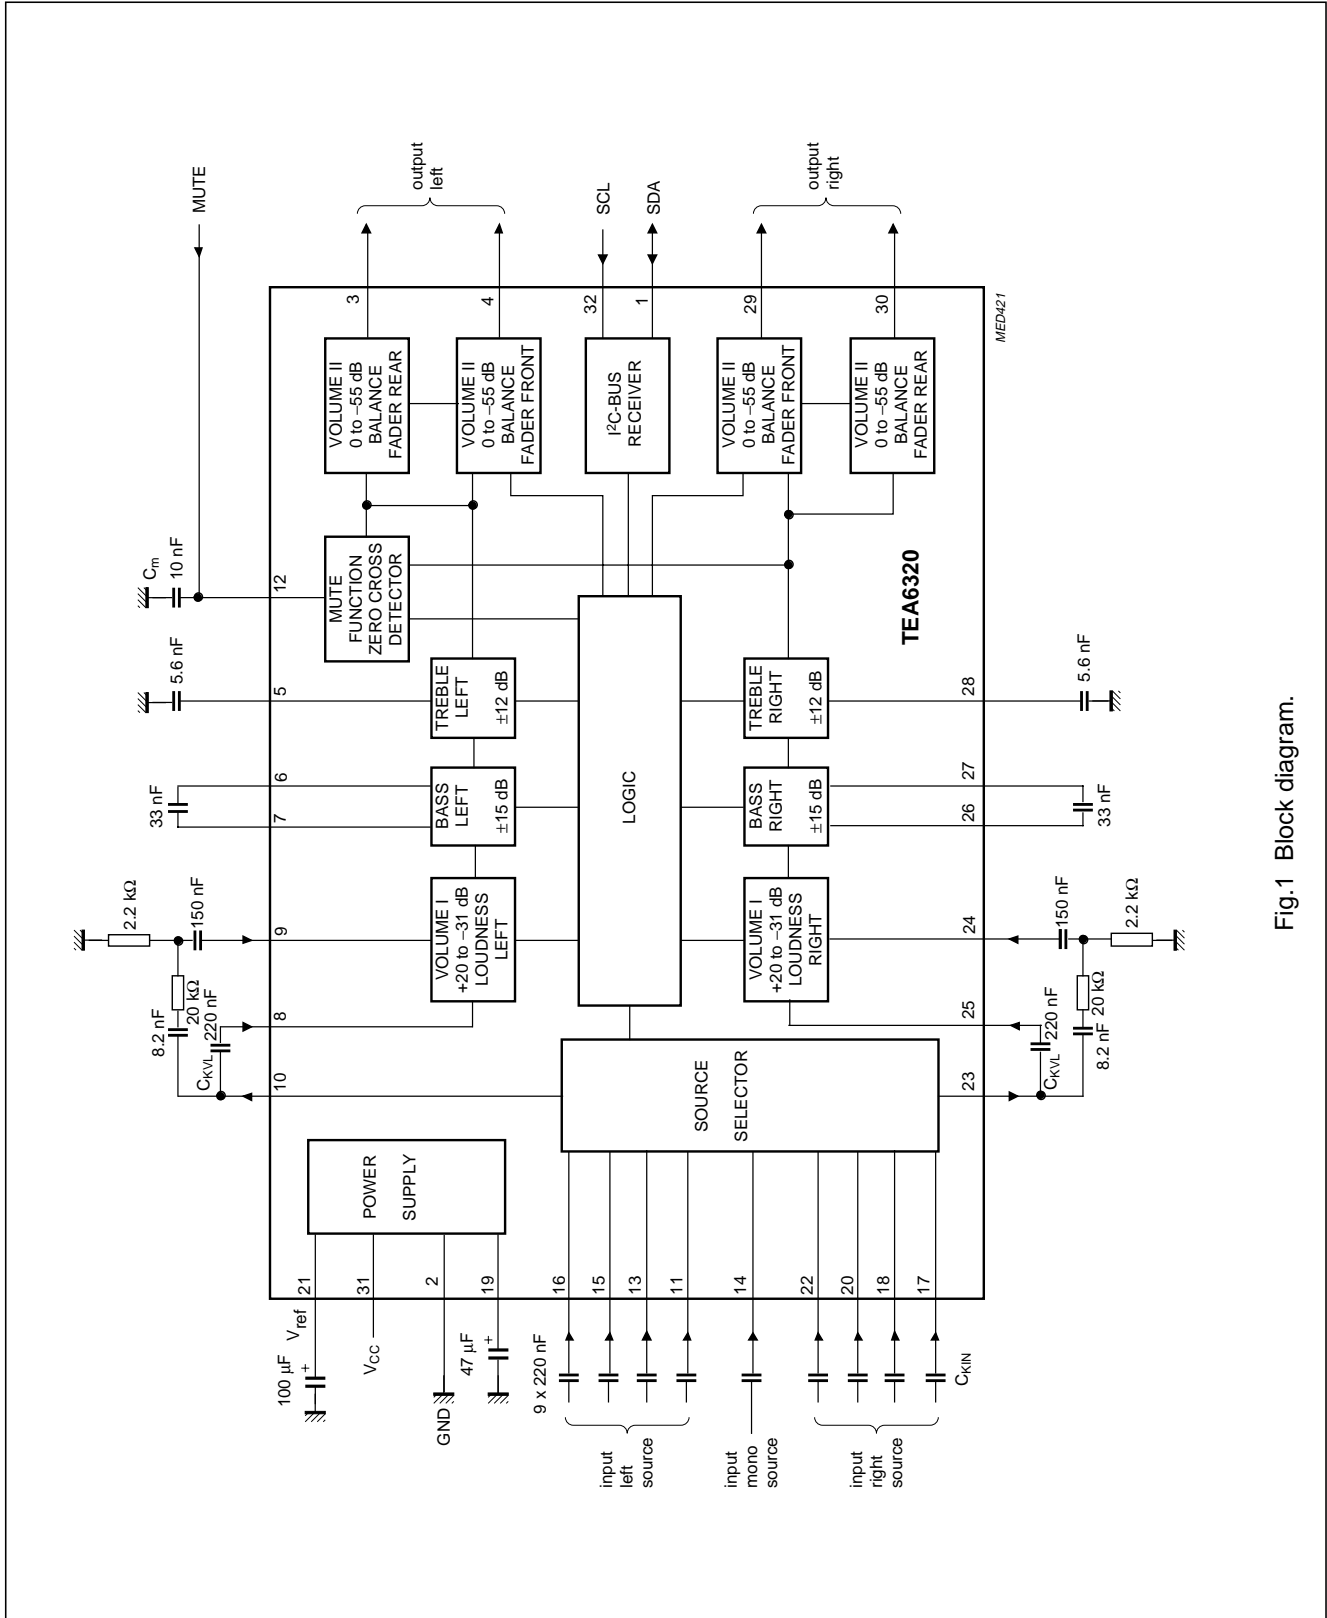 MUTE
output
left
SCL
SDA
output
right
3
4
32
1
29
30
MED421
VOLUME II
0 to −55 dB
BALANCE
FADER REAR
VOLUME II
0 to −55 dB
BALANCE
FADER FRONT
I²C-BUS
RECEIVER
VOLUME II
0 to −55 dB
BALANCE
FADER FRONT
VOLUME II
0 to −55 dB
BALANCE
FADER REAR
Cm
10 nF
12
MUTE
FUNCTION
ZERO CROSS
DETECTOR
TEA6320
5.6 nF
5
TREBLE
LEFT
±12 dB
TREBLE
RIGHT
±12 dB
28
5.6 nF
33 nF
6
7
BASS
LEFT
±15 dB
LOGIC
BASS
RIGHT
±15 dB
27
26
33 nF
2.2 kΩ
150 nF
9
20 kΩ
8.2 nF
220 nF
CKVL
8
10
VOLUME I
+20 to −31 dB
LOUDNESS
LEFT
VOLUME I
+20 to −31 dB
LOUDNESS
RIGHT
24
25
23
150 nF
2.2 kΩ
20 kΩ
220 nF
CKVL
8.2 nF
SOURCE
SELECTOR
POWER
SUPPLY
21
31
2
19
16
15
13
11
14
22
20
18
17
Vref
100 μF
+
VCC
GND
47 μF
+
9 x 220 nF
CKIN
input
left
source
input
mono
source
input
right
source
Fig.1 Block diagram.